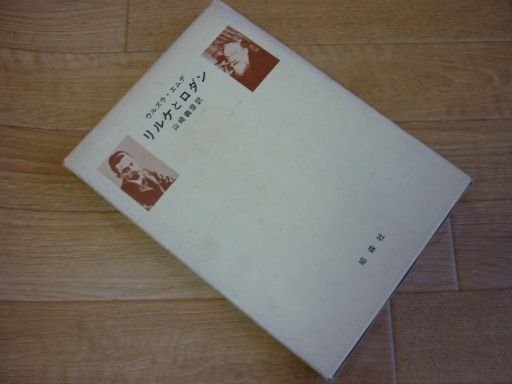 ウルズラ・エムデ
リルケとロダン
山崎義彦訳
昭森社